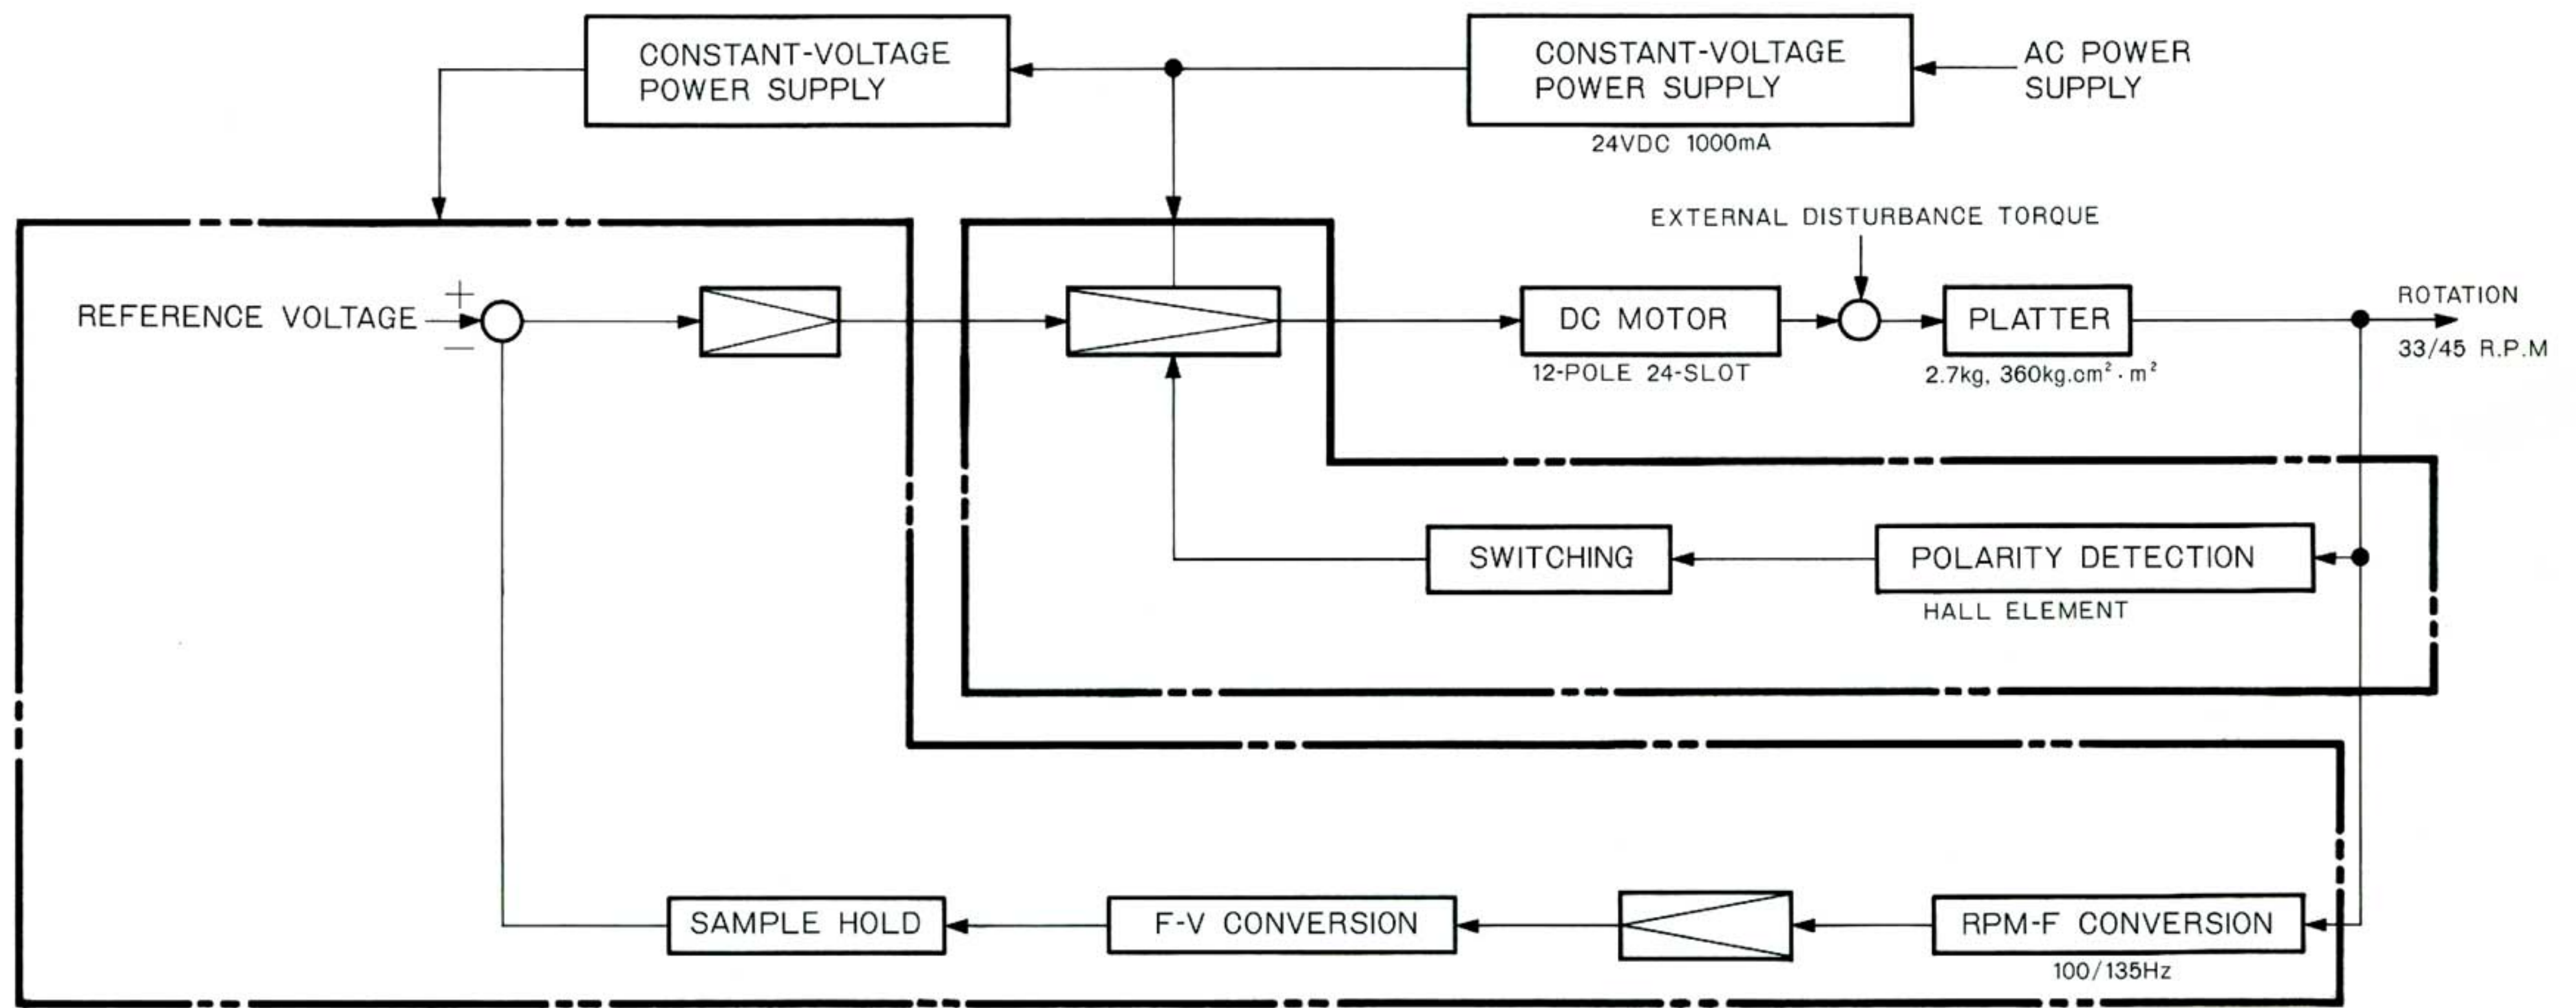 CONSTANT-VOLTAGE
POWER SUPPLY
CONSTANT-VOLTAGE
POWER SUPPLY
24VDC 1000mA
AC POWER
SUPPLY
EXTERNAL DISTURBANCE TORQUE
REFERENCE VOLTAGE
+
−
DC MOTOR
12-POLE 24-SLOT
PLATTER
2.7kg, 360kg.cm²·m²
ROTATION
33/45 R.P.M
SWITCHING
POLARITY DETECTION
HALL ELEMENT
SAMPLE HOLD
F-V CONVERSION
RPM-F CONVERSION
100/135Hz